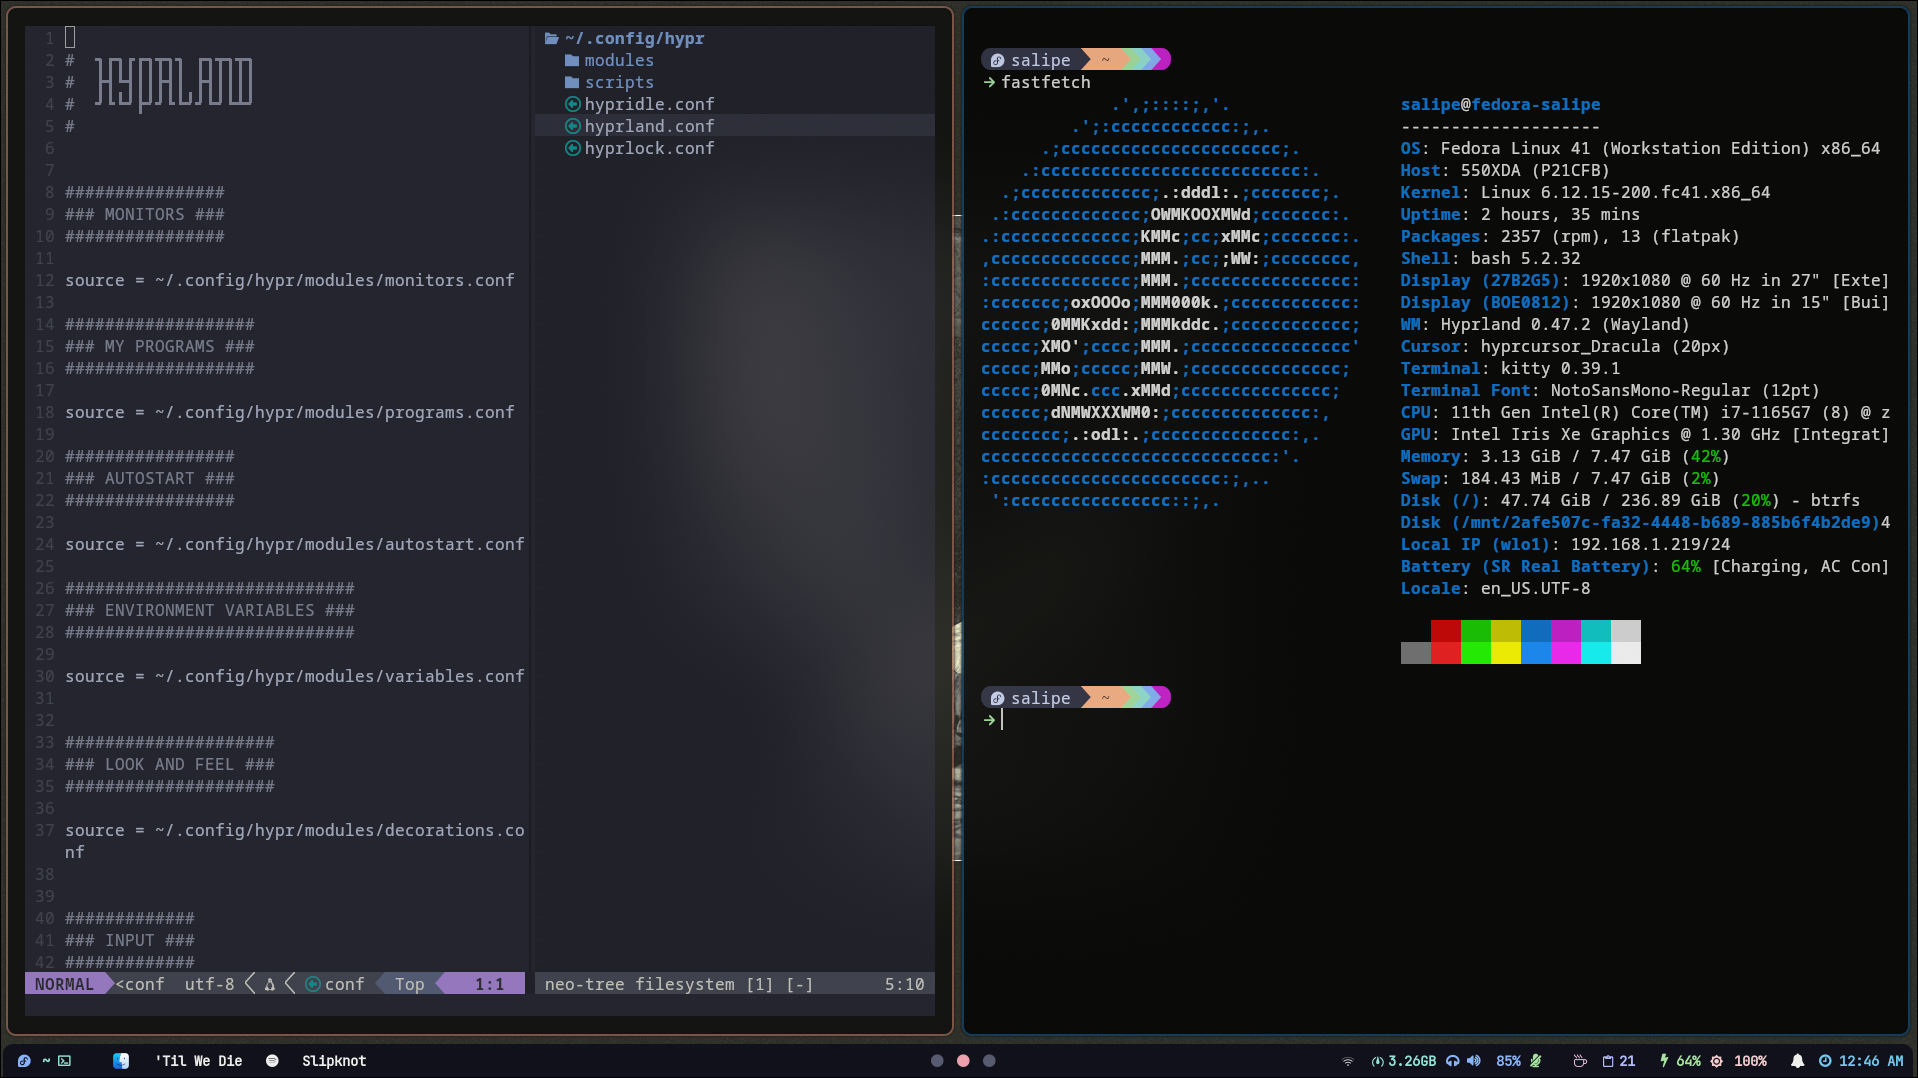 1
2 # HYPRLAND
3 #
4 #
5 #
6
7
8 ################
9 ### MONITORS ###
10 ################
11
12 source = ~/.config/hypr/modules/monitors.conf
13
14 ###################
15 ### MY PROGRAMS ###
16 ###################
17
18 source = ~/.config/hypr/modules/programs.conf
19
20 #################
21 ### AUTOSTART ###
22 #################
23
24 source = ~/.config/hypr/modules/autostart.conf
25
26 #############################
27 ### ENVIRONMENT VARIABLES ###
28 #############################
29
30 source = ~/.config/hypr/modules/variables.conf
31
32
33 #####################
34 ### LOOK AND FEEL ###
35 #####################
36
37 source = ~/.config/hypr/modules/decorations.co
nf
38
39
40 #############
41 ### INPUT ###
42 #############
NORMAL <conf utf-8 < < conf Top 1:1
~/.config/hypr
modules
scripts
hypridle.conf
hyprland.conf
hyprlock.conf
neo-tree filesystem [1] [-] 5:10
salipe ~
→ fastfetch
.',;::::;,'.
.';:cccccccccccc:;,.
.;cccccccccccccccccccccc;.
.:cccccccccccccccccccccccccc:.
.;ccccccccccccc;.:dddl:.;ccccccc;.
.:ccccccccccccc;OWMKOOXMWd;ccccccc:.
.:ccccccccccccc;KMMc;cc;xMMc;ccccccc:.
,cccccccccccccc;MMM.;cc;;WW:;cccccccc,
:cccccccccccccc;MMM.;cccccccccccccccc:
:ccccccc;oxOOOo;MMM000k.;cccccccccccc:
cccccc;0MMKxdd:;MMMkddc.;cccccccccccc;
ccccc;XMO';cccc;MMM.;cccccccccccccccc'
ccccc;MMo;ccccc;MMW.;ccccccccccccccc;
ccccc;0MNc.ccc.xMMd;ccccccccccccccc;
cccccc;dNMWXXXWM0:;cccccccccccccc:,
cccccccc;.:odl:.;cccccccccccccc:,.
ccccccccccccccccccccccccccccc:'.
:ccccccccccccccccccccccc:;,..
':cccccccccccccccc::;,.
salipe@fedora-salipe
--------------------
OS: Fedora Linux 41 (Workstation Edition) x86_64
Host: 550XDA (P21CFB)
Kernel: Linux 6.12.15-200.fc41.x86_64
Uptime: 2 hours, 35 mins
Packages: 2357 (rpm), 13 (flatpak)
Shell: bash 5.2.32
Display (27B2G5): 1920x1080 @ 60 Hz in 27" [Exte]
Display (BOE0812): 1920x1080 @ 60 Hz in 15" [Bui]
WM: Hyprland 0.47.2 (Wayland)
Cursor: hyprcursor_Dracula (20px)
Terminal: kitty 0.39.1
Terminal Font: NotoSansMono-Regular (12pt)
CPU: 11th Gen Intel(R) Core(TM) i7-1165G7 (8) @ z
GPU: Intel Iris Xe Graphics @ 1.30 GHz [Integrat]
Memory: 3.13 GiB / 7.47 GiB (42%)
Swap: 184.43 MiB / 7.47 GiB (2%)
Disk (/): 47.74 GiB / 236.89 GiB (20%) - btrfs
Disk (/mnt/2afe507c-fa32-4448-b689-885b6f4b2de9)4
Local IP (wlo1): 192.168.1.219/24
Battery (SR Real Battery): 64% [Charging, AC Con]
Locale: en_US.UTF-8
salipe ~
→
~ 'Til We Die Slipknot 3.26GB 85% 21 64% 100% 12:46 AM